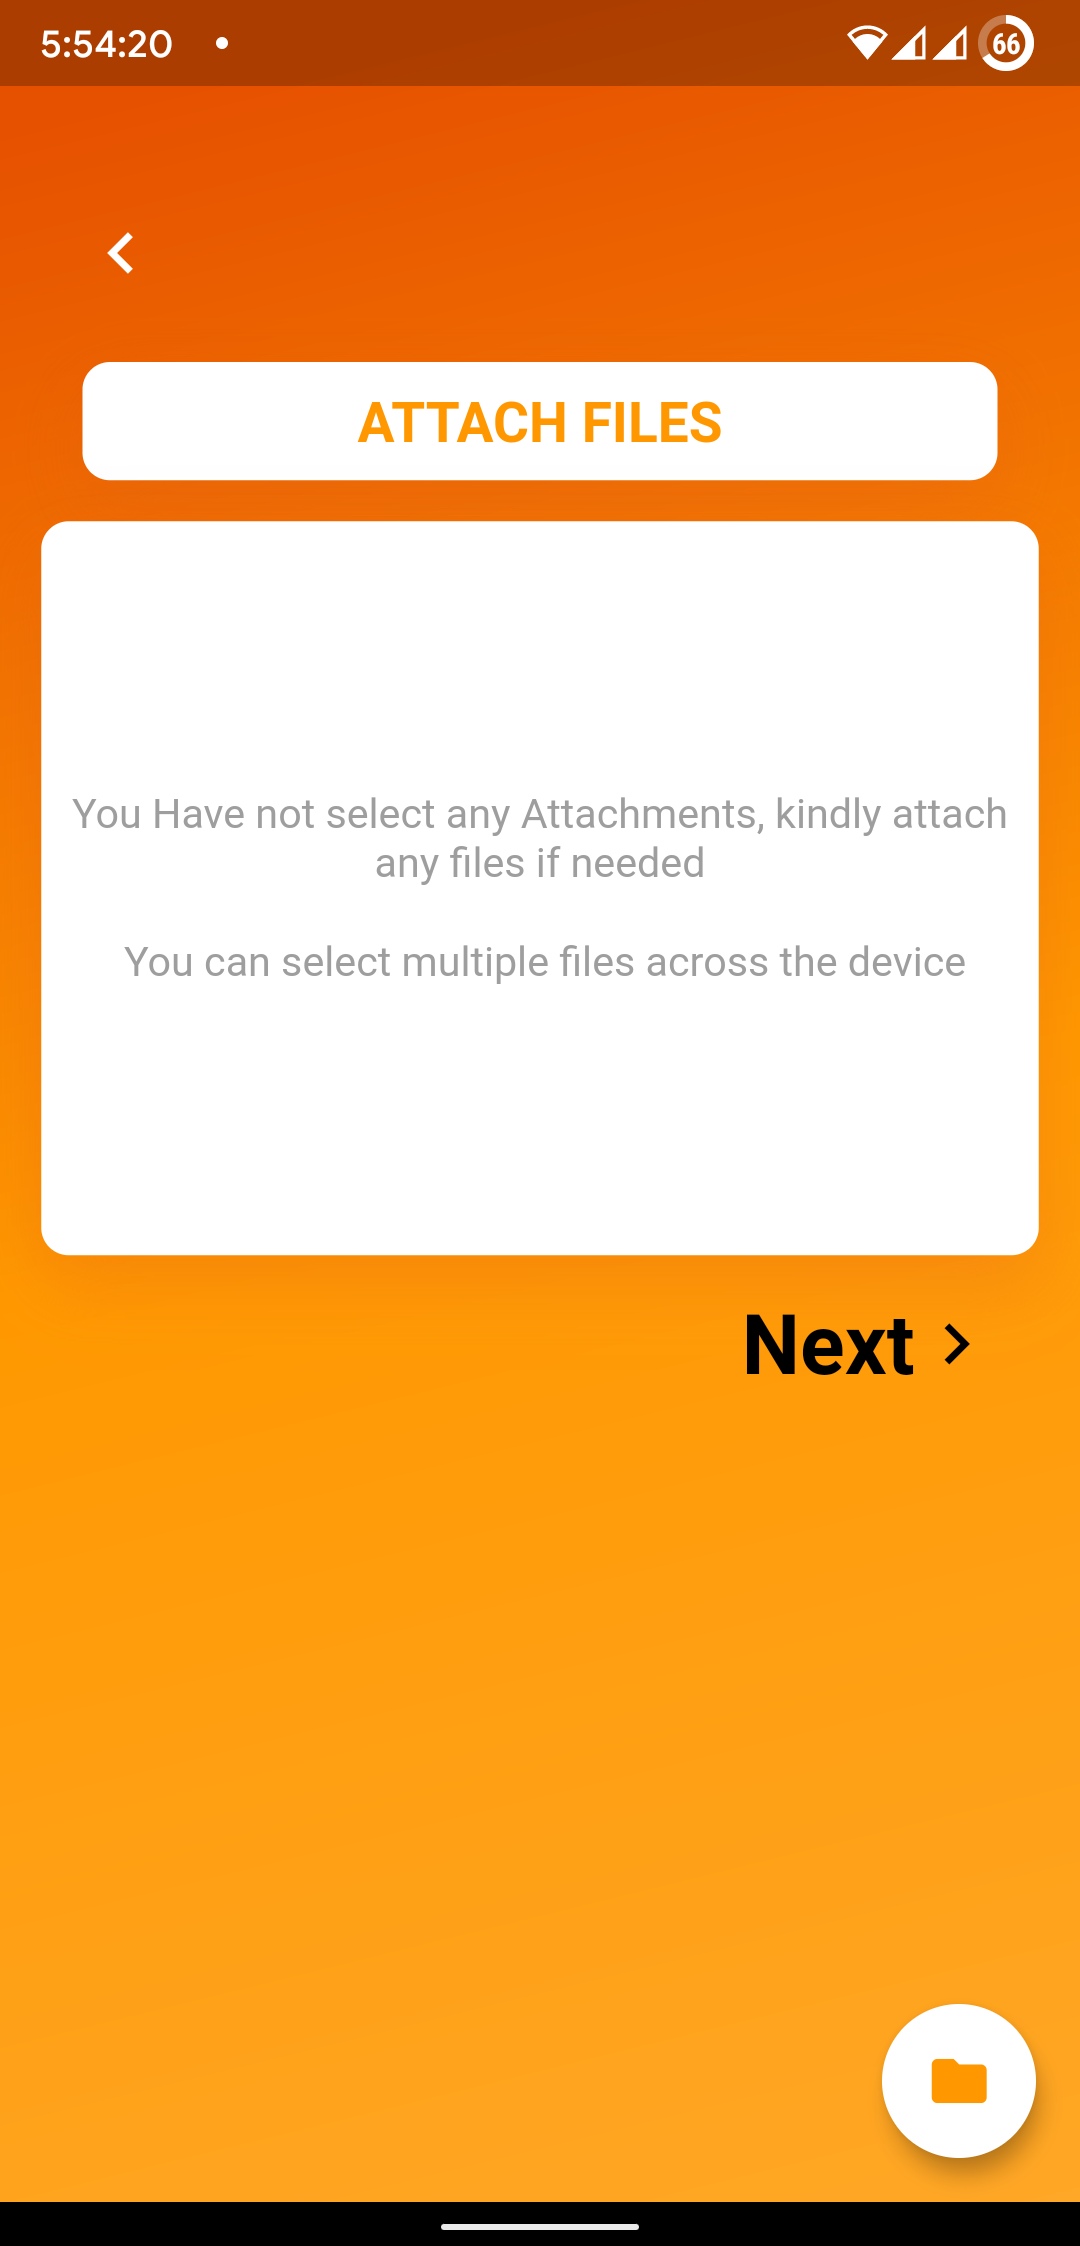 5:54:20
66
ATTACH FILES
You Have not select any Attachments, kindly attach
any files if needed
You can select multiple files across the device
Next